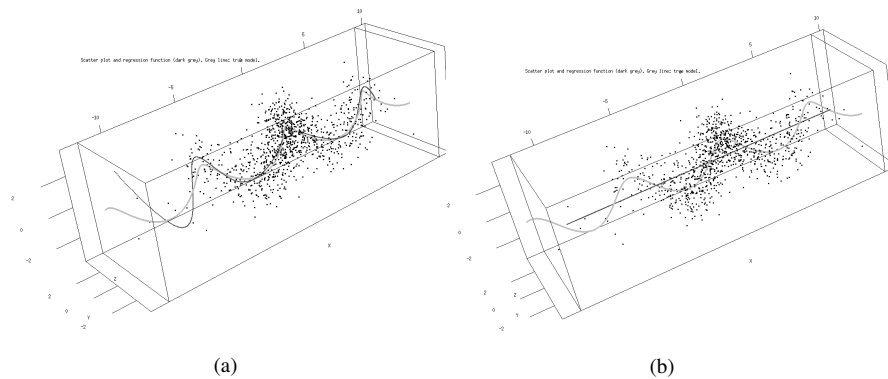 10
5
Scatter plot and regression function (dark grey). Grey line: true model.
-5
-10
2
0
-2
Z
2
0
Y
-2
X
(a)
10
5
Scatter plot and regression function (dark grey). Grey line: true model.
-5
-10
2
0
-2
2
Z
0
Y
-2
X
(b)